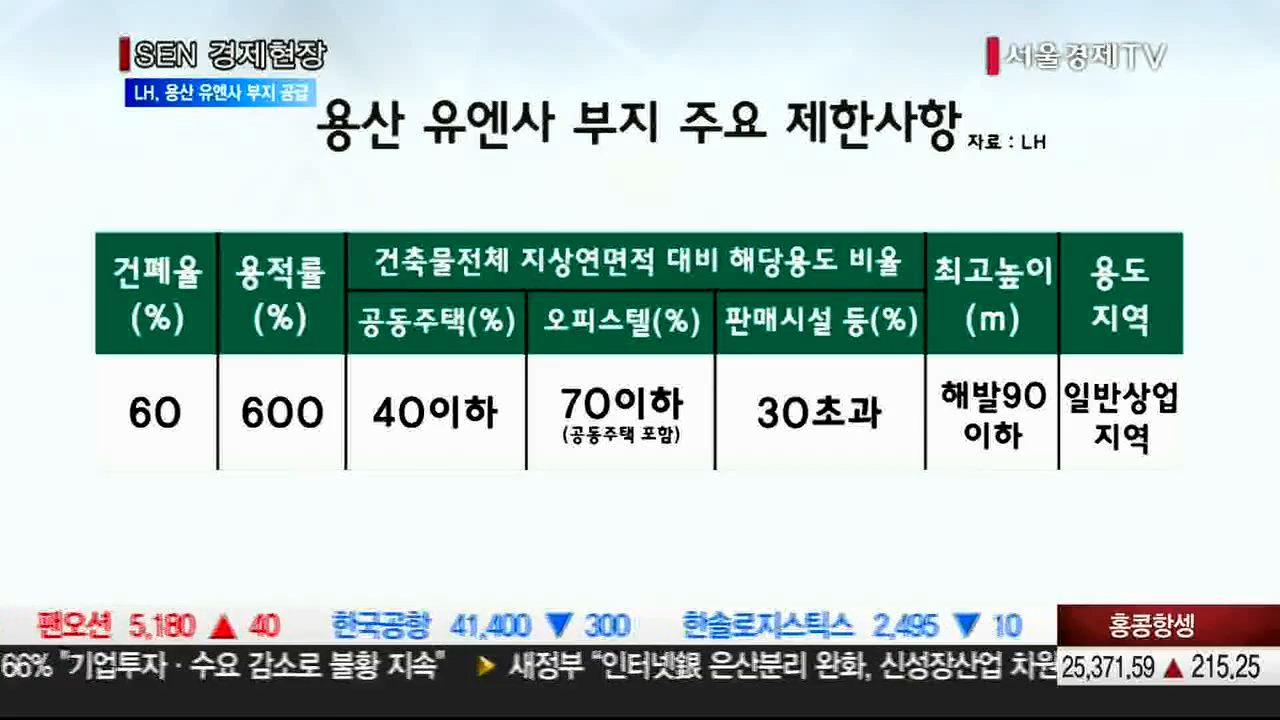 SEN 경제현장
서울경제TV
LH, 용산 유엔사 부지 공급
용산 유엔사 부지 주요 제한사항
자료 : LH
건폐율 (%)
용적률 (%)
건축물전체 지상연면적 대비 해당용도 비율
공동주택(%)
오피스텔(%)
판매시설 등(%)
최고높이 (m)
용도 지역
60
600
40이하
70이하
(공동주택 포함)
30초과
해발90 이하
일반상업 지역
팬오션 5,180 ▲ 40 한국공항 41,400 ▼ 300 한솔로지스틱스 2,495 ▼ 10
홍콩항셍
66% "기업투자·수요 감소로 불황 지속" ▶ 새정부 "인터넷銀 은산분리 완화, 신성장산업 차원
25,371.59 ▲ 215.25